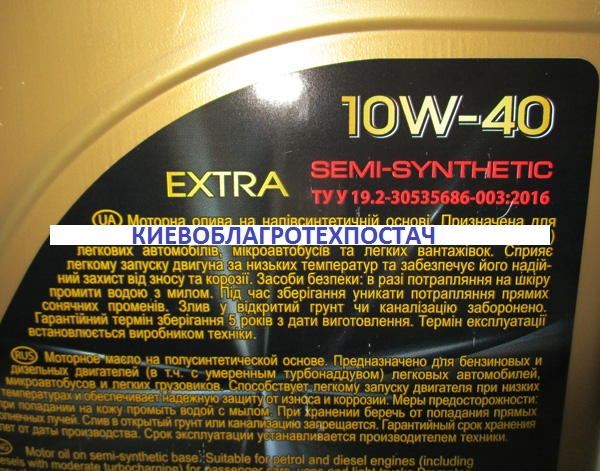 10W-40
SEMI-SYNTHETIC
EXTRA
ТУ У 19.2-30535686-003:2016
UA Моторна олива на напівсинтетичній основі. Призначена для
КИЕВОБЛАГРОТЕХПОСТАЧ
легкових автомобілів, мікроавтобусів та легких вантажівок. Сприяє
легкому запуску двигуна за низьких температур та забезпечує його надій-
ний захист від зносу та корозії. Засоби безпеки: в разі потрапляння на шкіру
промити водою з милом. Під час зберігання уникати потрапляння прямих
сонячних променів. Злив у відкритий грунт чи каналізацію заборонено.
Гарантійний термін зберігання 5 років з дати виготовлення. Термін експлуатації
встановлюється виробником техніки.
RUS Моторное масло на полусинтетической основе. Предназначено для бензиновых и
дизельных двигателей (в т.ч. с умеренным турбонаддувом) легковых автомобилей,
микроавтобусов и легких грузовиков. Способствует легкому запуску двигателя при низких
температурах и обеспечивает надежную защиту от износа и коррозии. Меры предосторожности:
при попадании на кожу промыть водой с мылом. При хранении беречь от попадания прямых
лучей. Слив в открытый грунт или канализацию запрещен. Гарантийный срок хранения
лет от даты производства. Срок эксплуатации устанавливается производителем техники.
Motor oil on semi-synthetic base. Suitable for petrol and diesel engines (including
with moderate turbocharging) for passenger cars